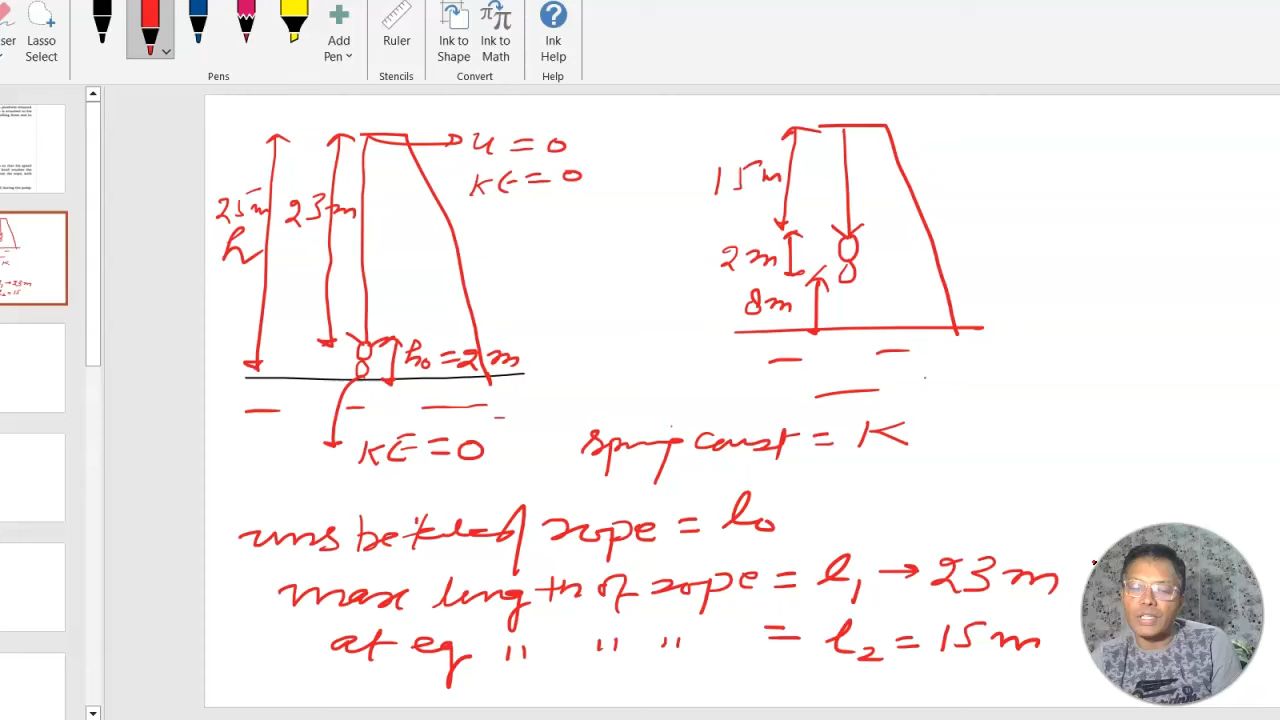 Lasso
Select
Add
Pen
Ruler
Ink to
Shape
Ink to
Math
Ink
Help
Pens
Stencils
Convert
Help
25m
h
23m
u = 0
KE = 0
h₀ = 2m
KE = 0
15m
2m
8m
spring const = K
rope = l₀
max length of rope = l₁ → 23m
at eq " " " = l₂ = 15m